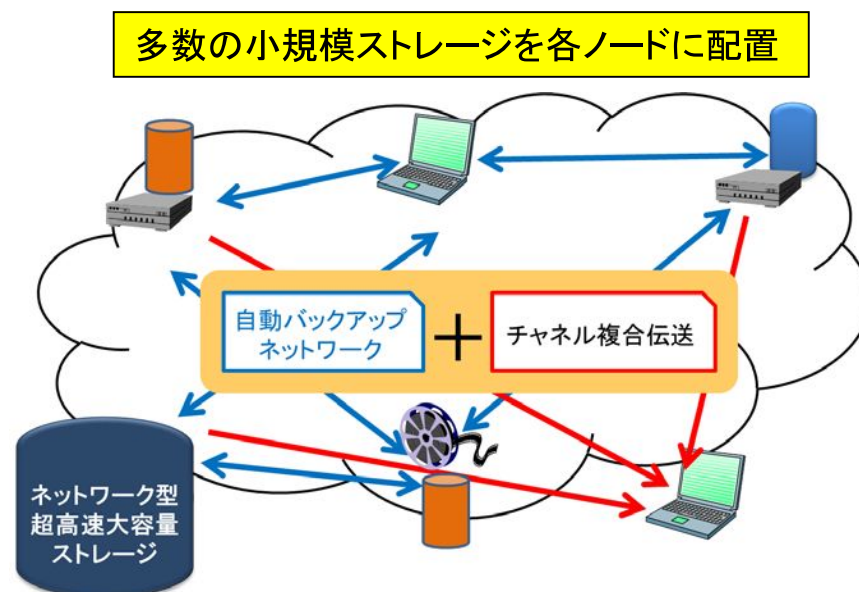 多数の小規模ストレージを各ノードに配置
自動バックアップ
ネットワーク
＋
チャネル複合伝送
ネットワーク型
超高速大容量
ストレージ